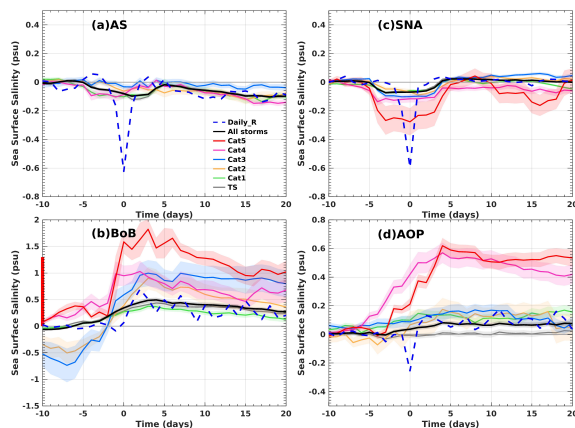 (a)AS
Sea Surface Salinity (psu)
0.4
0.2
0
-0.2
-0.4
-0.6
-0.8
-10 -5 0 5 10 15 20
Time (days)
Daily_R
All storms
Cat5
Cat4
Cat3
Cat2
Cat1
TS
(c)SNA
Sea Surface Salinity (psu)
0.4
0.2
0
-0.2
-0.4
-0.6
-0.8
-10 -5 0 5 10 15 20
Time (days)
(b)BoB
Sea Surface Salinity (psu)
2
1.5
1
0.5
0
-0.5
-1
-1.5
-10 -5 0 5 10 15 20
Time (days)
(d)AOP
Sea Surface Salinity (psu)
0.8
0.6
0.4
0.2
0
-0.2
0.4
-10 -5 0 5 10 15 20
Time (days)